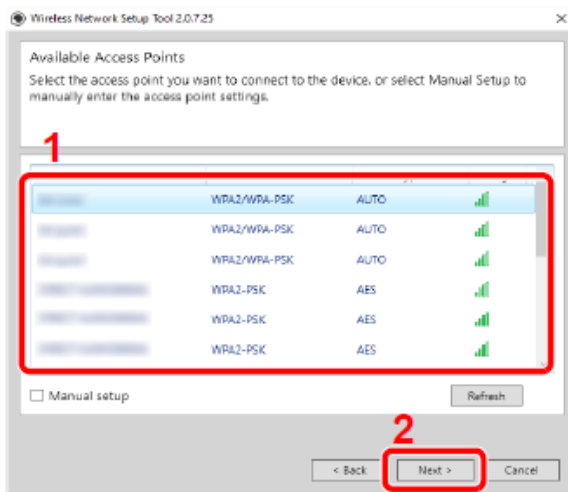 Wireless Network Setup Tool 2.0.7.25
Available Access Points
Select the access point you want to connect to the device, or select Manual Setup to
manually enter the access point settings.
1
WPA2/WPA-PSK AUTO
WPA2/WPA-PSK AUTO
WPA2/WPA-PSK AUTO
WPA2-PSK AES
WPA2-PSK AES
WPA2-PSK AES
Manual setup Refresh
2
< Back Next > Cancel